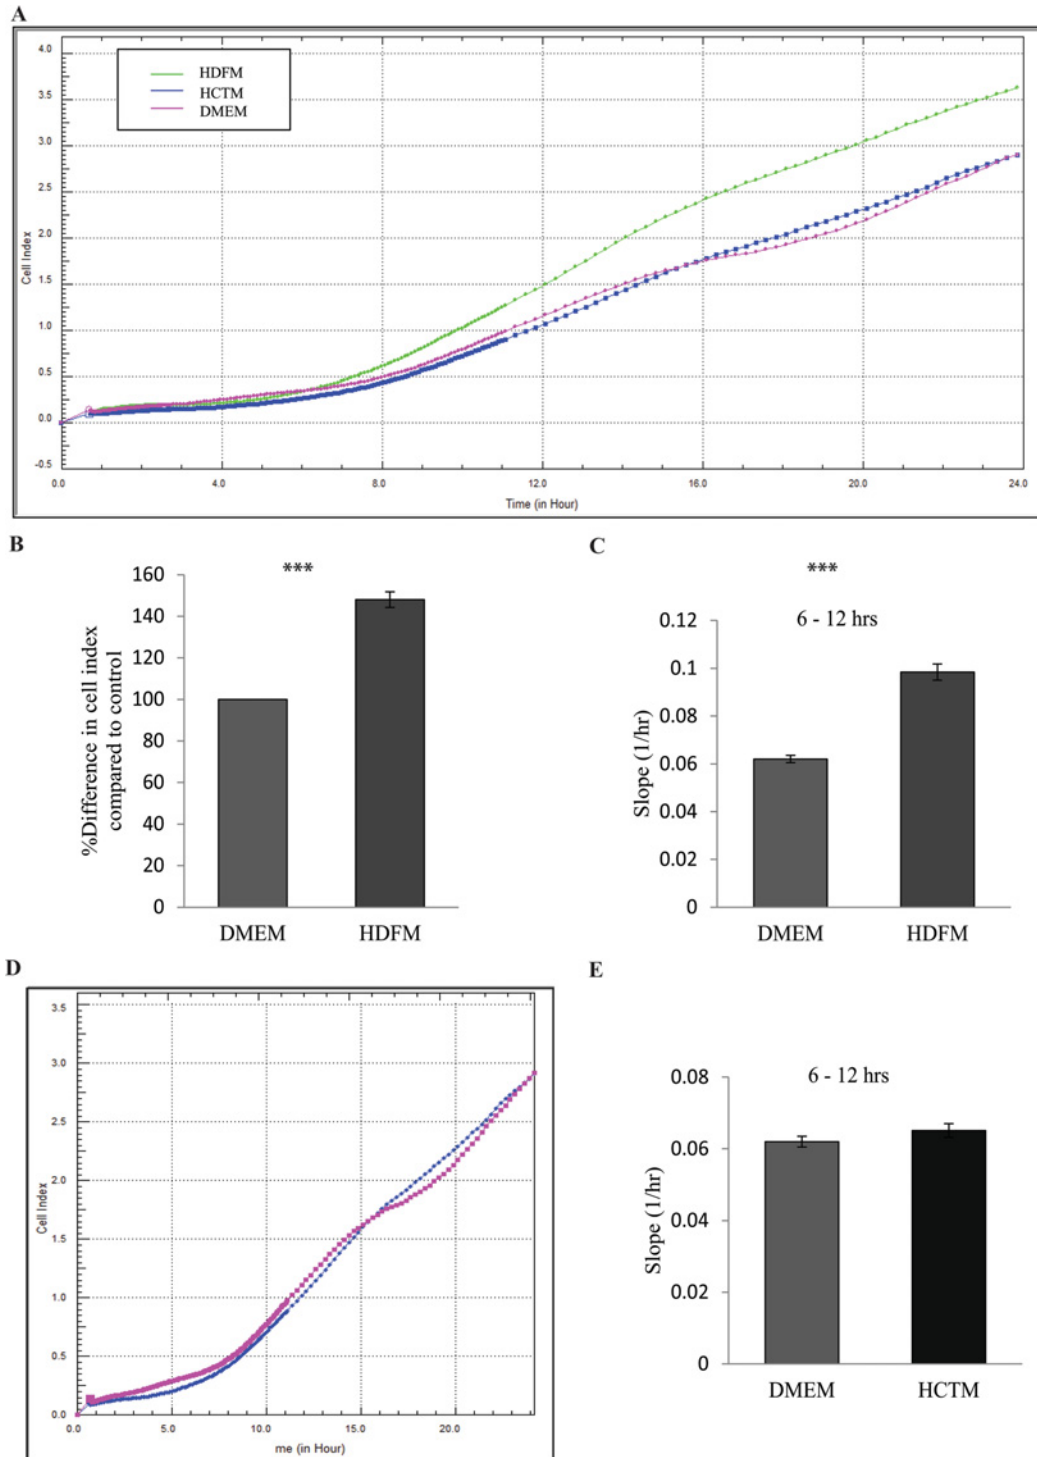 A
4.0
HDFM
HCTM
DMEM
3.5
3.0
2.5
2.0
1.5
1.0
0.5
0.0
-0.5
Cell Index
0.0 4.0 8.0 12.0 16.0 20.0 24.0
Time (in Hour)
B
***
160
140
120
100
80
60
40
20
0
%Difference in cell index
compared to control
DMEM HDFM
C
***
6 - 12 hrs
0.12
0.1
0.08
0.06
0.04
0.02
0
Slope (1/hr)
DMEM HDFM
D
3.5
3.0
2.5
2.0
1.5
1.0
0.5
0.0
Cell Index
0.0 5.0 10.0 15.0 20.0
me (in Hour)
E
6 - 12 hrs
0.08
0.06
0.04
0.02
0
Slope (1/hr)
DMEM HCTM